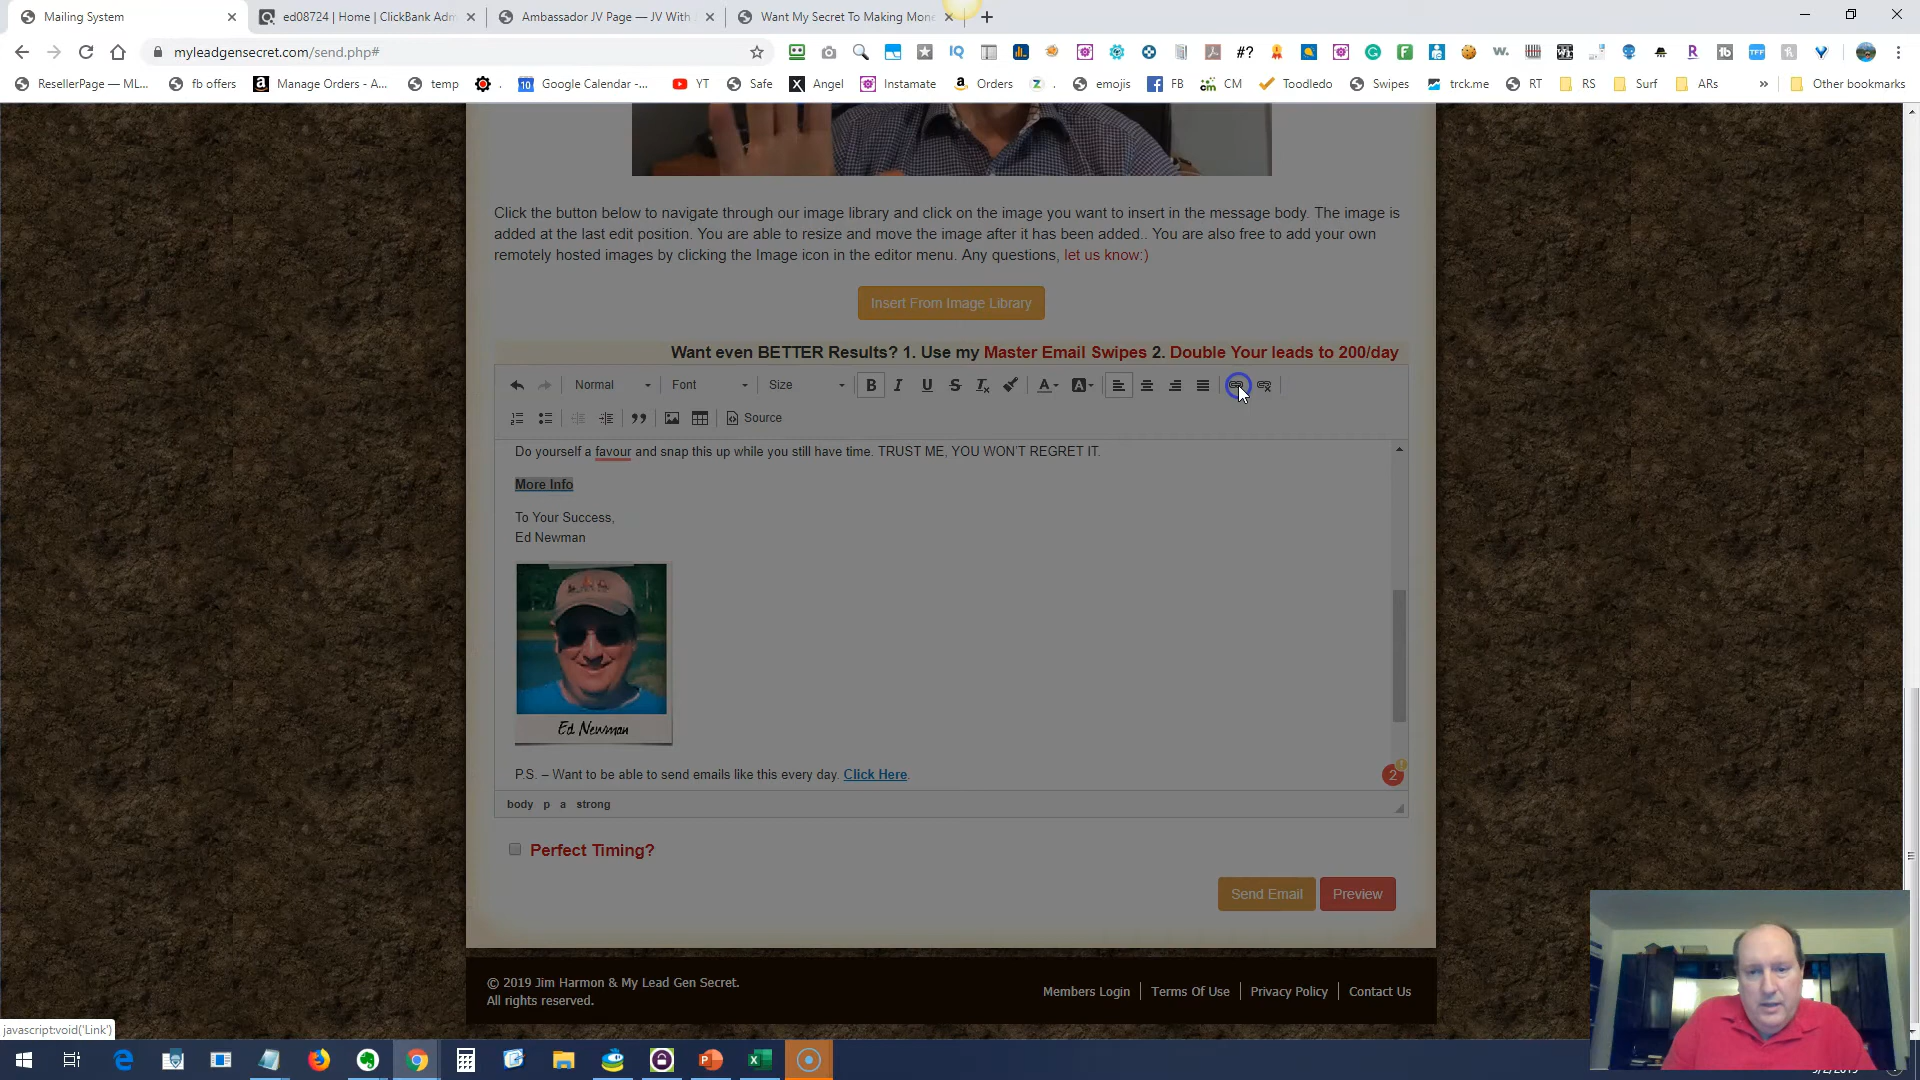 Mailing System
ed08724 | Home | ClickBank Adm
Ambassador JV Page — JV With
Want My Secret To Making Mone
myleadgensecret.com/send.php#
ResellerPage — ML...
fb offers
Manage Orders - A...
temp
Google Calendar -...
YT
Safe
Angel
Instamate
Orders
emojis
FB
CM
Toodledo
Swipes
trck.me
RT
RS
Surf
ARs
Other bookmarks
Click the button below to navigate through our image library and click on the image you want to insert in the message body. The image is
added at the last edit position. You are able to resize and move the image after it has been added.. You are also free to add your own
remotely hosted images by clicking the Image icon in the editor menu. Any questions, let us know:)
Insert From Image Library
Want even BETTER Results? 1. Use my Master Email Swipes 2. Double Your leads to 200/day
Normal
Font
Size
Source
Do yourself a favour and snap this up while you still have time. TRUST ME, YOU WON'T REGRET IT.
More Info
To Your Success,
Ed Newman
Ed Newman
P.S. – Want to be able to send emails like this every day. Click Here.
2
body p a strong
Perfect Timing?
Send Email
Preview
© 2019 Jim Harmon & My Lead Gen Secret.
All rights reserved.
Members Login
Terms Of Use
Privacy Policy
Contact Us
javascript:void('Link')